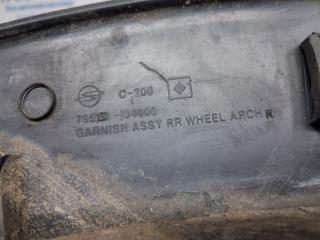 C-200
GARNISH ASSY RR WHEEL ARCH R